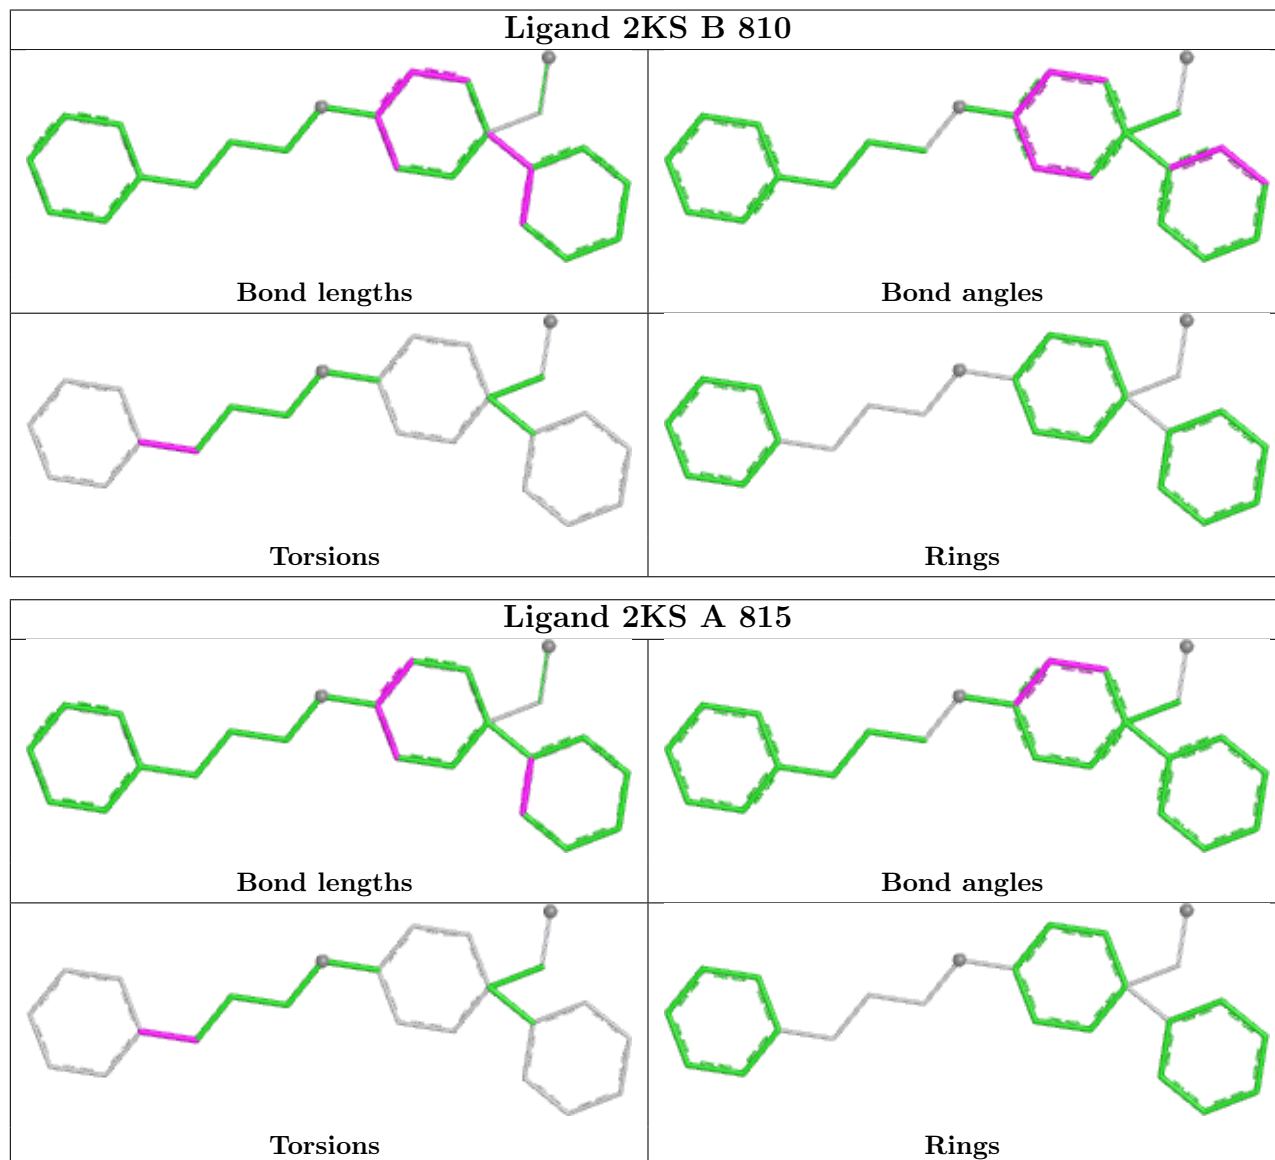 Ligand 2KS B 810
Bond lengths
Bond angles
Torsions
Rings
Ligand 2KS A 815
Bond lengths
Bond angles
Torsions
Rings